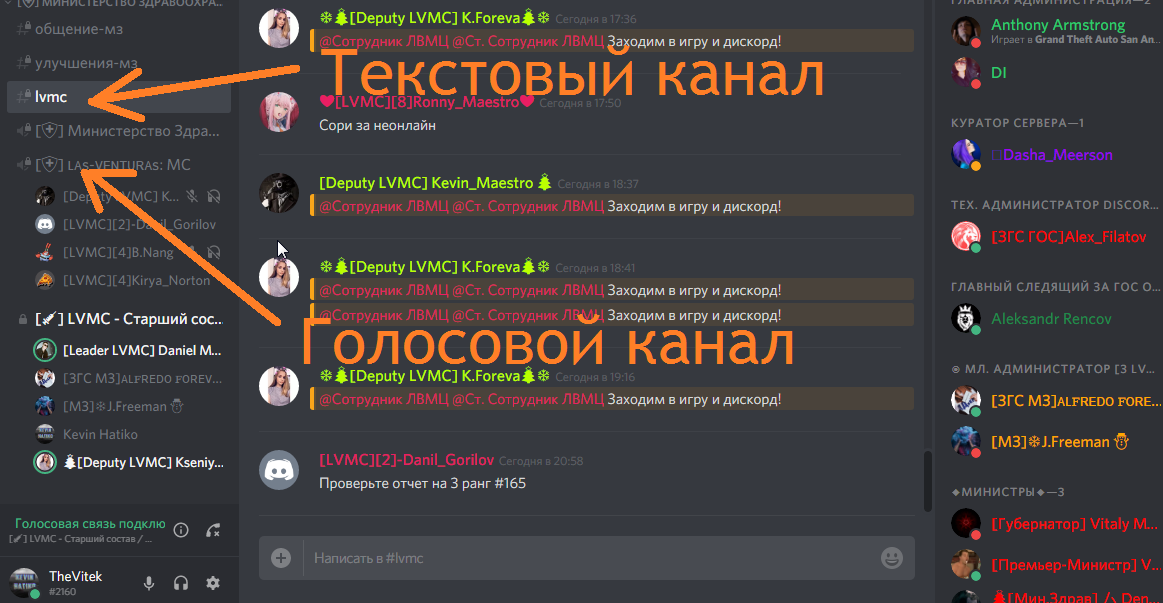 [🛡] МИНИСТЕРСТВО ЗДРАВООХРА...
общение-мз
улучшения-мз
lvmc
[🛡] Министерство Здра...
[🛡] ʟᴀs-ᴠᴇɴᴛᴜʀᴀs: МС
[Deputy LVMC] K...
[LVMC][2]-Danil_Gorilov
[LVMC][4]B.Nang
[LVMC][4]Kirya_Norton
[💉] LVMC - Старший сос...
[Leader LVMC] Daniel M...
[ЗГС МЗ]ᴀʟғʀᴇᴅᴏ ғᴏʀᴇᴠ...
[МЗ]❄J.Freeman ☃
Kevin Hatiko
🌲[Deputy LVMC] Kseniy...
Голосовая связь подклю
[💉] LVMC - Старший состав / ...
TheVitek
#2160
❄🌲[Deputy LVMC] K.Foreva🌲❄ Сегодня в 17:36
@Сотрудник ЛВМЦ @Ст. Сотрудник ЛВМЦ Заходим в игру и дискорд!
Текстовый канал
❤[LVMC][8]Ronny_Maestro❤ Сегодня в 17:50
Сори за неонлайн
[Deputy LVMC] Kevin_Maestro 🌲 Сегодня в 18:37
@Сотрудник ЛВМЦ @Ст. Сотрудник ЛВМЦ Заходим в игру и дискорд!
❄🌲[Deputy LVMC] K.Foreva🌲❄ Сегодня в 18:41
@Сотрудник ЛВМЦ @Ст. Сотрудник ЛВМЦ Заходим в игру и дискорд!
@Сотрудник ЛВМЦ @Ст. Сотрудник ЛВМЦ Заходим в игру и дискорд!
Голосовой канал
❄🌲[Deputy LVMC] K.Foreva🌲❄ Сегодня в 19:16
@Сотрудник ЛВМЦ @Ст. Сотрудник ЛВМЦ Заходим в игру и дискорд!
[LVMC][2]-Danil_Gorilov Сегодня в 20:58
Проверьте отчет на 3 ранг #165
Написать в #lvmc
ГЛАВНАЯ АДМИНИСТРАЦИЯ—2
Anthony Armstrong
Играет в Grand Theft Auto San An...
DI
КУРАТОР СЕРВЕРА—1
Dasha_Meerson
ТЕХ. АДМИНИСТРАТОР DISCOR...
[ЗГС ГОС]Alex_Filatov
ГЛАВНЫЙ СЛЕДЯЩИЙ ЗА ГОС О...
Aleksandr Rencov
МЛ. АДМИНИСТРАТОР [3 LV...
[ЗГС МЗ]ᴀʟғʀᴇᴅᴏ ғᴏʀᴇ...
[МЗ]❄J.Freeman ☃
◆МИНИСТРЫ◆—3
[Губернатор] Vitaly M...
[Премьер-Министр] V...
🌲[Мин.Здрав] /\ Den...